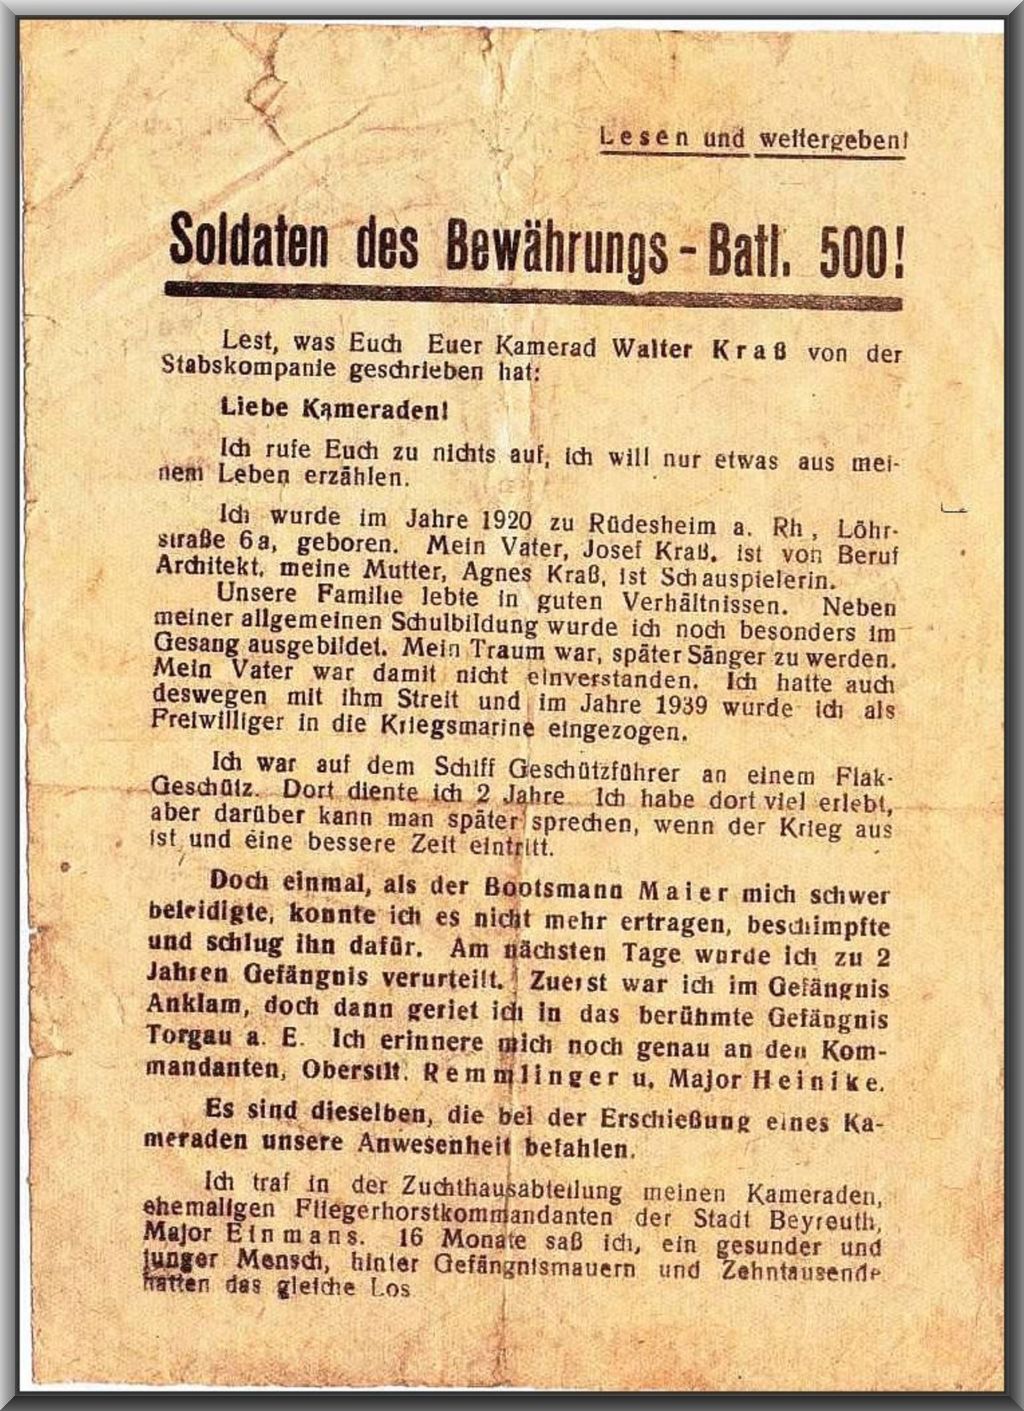 Lesen und weitergeben!
Soldaten des Bewährungs-Batl. 500!
Lest, was Euch Euer Kamerad Walter Kraß von der
Stabskompanie geschrieben hat:
Liebe Kameraden!
Ich rufe Euch zu nichts auf, ich will nur etwas aus mei-
nem Leben erzählen.
Ich wurde im Jahre 1920 zu Rüdesheim a. Rh., Löhr-
straße 6a, geboren. Mein Vater, Josef Kraß, ist von Beruf
Architekt, meine Mutter, Agnes Kraß, ist Schauspielerin.
Unsere Familie lebte in guten Verhältnissen. Neben
meiner allgemeinen Schulbildung wurde ich noch besonders im
Gesang ausgebildet. Mein Traum war, später Sänger zu werden.
Mein Vater war damit nicht einverstanden. Ich hatte auch
deswegen mit ihm Streit und im Jahre 1939 wurde ich als
Freiwilliger in die Kriegsmarine eingezogen.
Ich war auf dem Schiff Geschützführer an einem Flak-
Geschütz. Dort diente ich 2 Jahre. Ich habe dort viel erlebt,
aber darüber kann man später sprechen, wenn der Krieg aus
ist und eine bessere Zeit eintritt.
Doch einmal, als der Bootsmann Maier mich schwer
beleidigte, konnte ich es nicht mehr ertragen, beschimpfte
und schlug ihn dafür. Am nächsten Tage wurde ich zu 2
Jahren Gefängnis verurteilt. Zuerst war ich im Gefängnis
Anklam, doch dann geriet ich in das berühmte Gefängnis
Torgau a. E. Ich erinnere mich noch genau an den Kom-
mandanten, Oberstlt. Remmlinger u. Major Heinike.
Es sind dieselben, die bei der Erschießung eines Ka-
meraden unsere Anwesenheit befahlen.
Ich traf in der Zuchthausabteilung meinen Kameraden,
ehemaligen Fliegerhorstkommandanten der Stadt Beyreuth,
Major Einmans. 16 Monate saß ich, ein gesunder und
junger Mensch, hinter Gefängnismauern und Zehntausende
hatten das gleiche Los